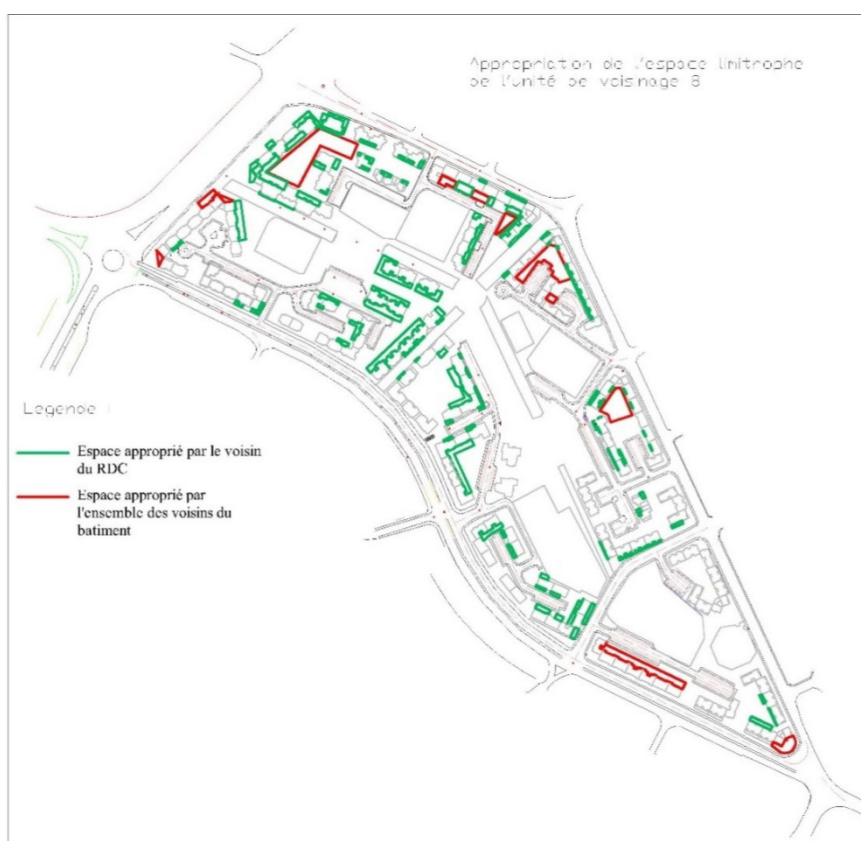 Appropriation de l'espace limitrophe
de l'unité de voisinage 8
Legende :
Espace approprié par le voisin
du RDC
Espace approprié par
l'ensemble des voisins du
batiment